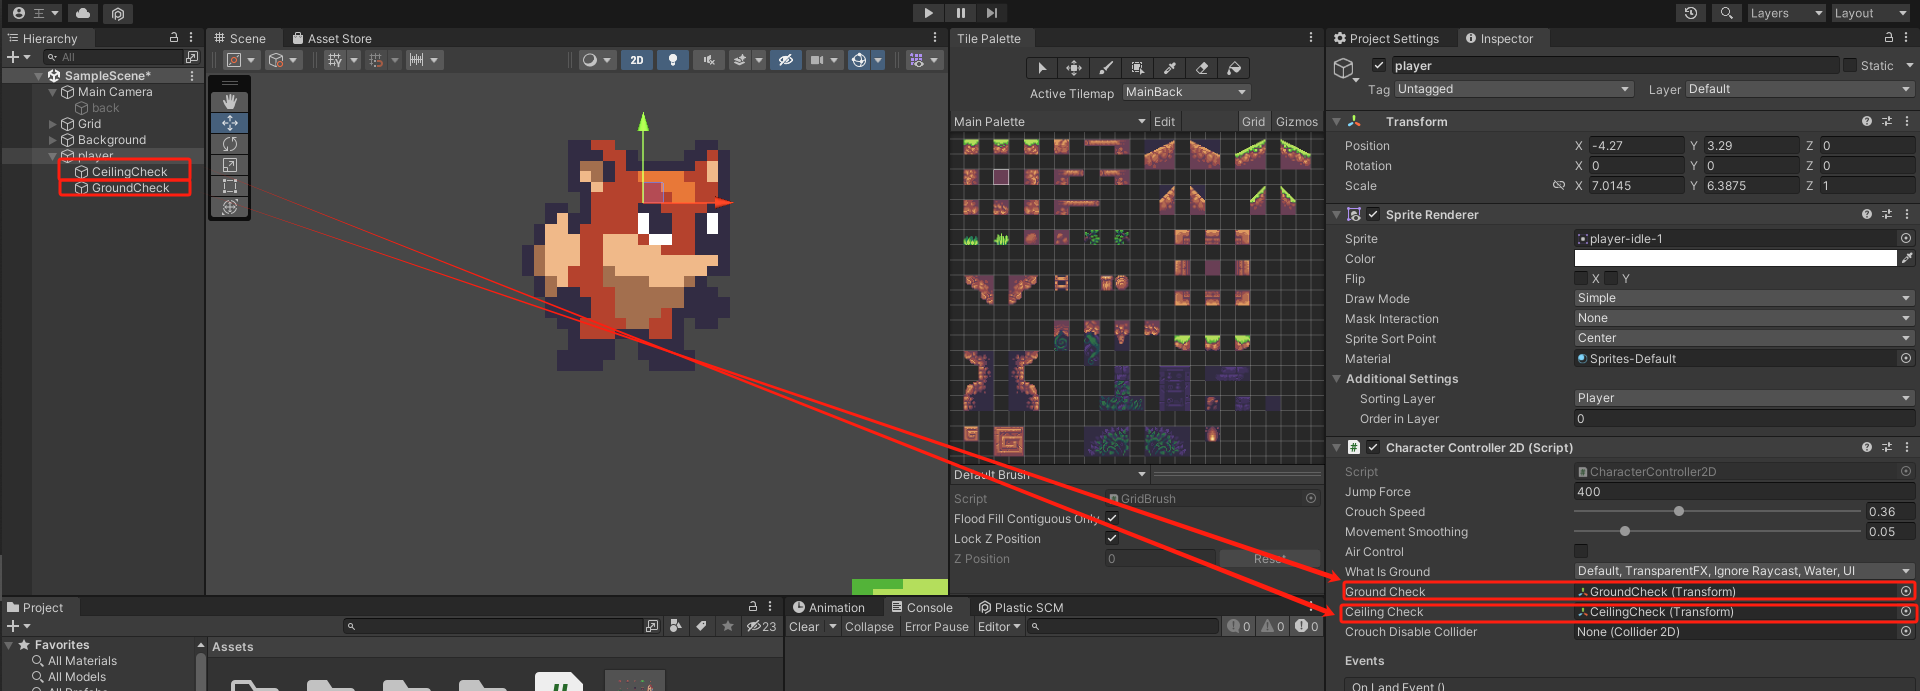 王
Layers
Layout
Hierarchy
All
SampleScene*
Main Camera
back
Grid
Background
player
CeilingCheck
GroundCheck
Scene
Asset Store
2D
Tile Palette
Active Tilemap
MainBack
Main Palette
Edit
Grid
Gizmos
Default Brush
Script
GridBrush
Flood Fill Contiguous Only
Lock Z Position
Z Position
0
Reset
Project Settings
Inspector
player
Static
Tag
Untagged
Layer
Default
Transform
Position
X -4.27 Y 3.29 Z 0
Rotation
X 0 Y 0 Z 0
Scale
X 7.0145 Y 6.3875 Z 1
Sprite Renderer
Sprite
player-idle-1
Color
Flip
X Y
Draw Mode
Simple
Mask Interaction
None
Sprite Sort Point
Center
Material
Sprites-Default
Additional Settings
Sorting Layer
Player
Order in Layer
0
Character Controller 2D (Script)
Script
CharacterController2D
Jump Force
400
Crouch Speed
0.36
Movement Smoothing
0.05
Air Control
What Is Ground
Default, TransparentFX, Ignore Raycast, Water, UI
Ground Check
GroundCheck (Transform)
Ceiling Check
CeilingCheck (Transform)
Crouch Disable Collider
None (Collider 2D)
Events
On Land Event ()
Project
23
Favorites
All Materials
All Models
All Prefabs
Assets
#
Animation
Console
Plastic SCM
Clear
Collapse
Error Pause
Editor
0
0
0